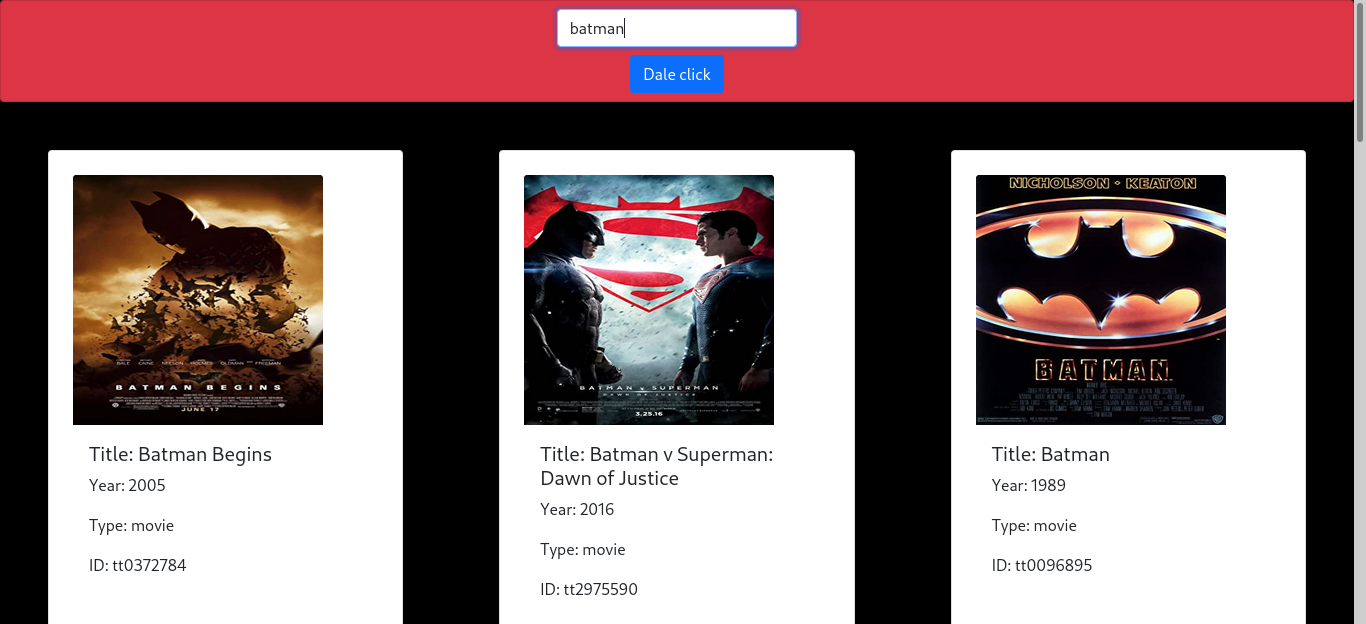 batman
Dale click
BATMAN BEGINS
JUNE 17
Title: Batman Begins
Year: 2005
Type: movie
ID: tt0372784
BATMAN v SUPERMAN
DAWN OF JUSTICE
3.25.16
Title: Batman v Superman:
Dawn of Justice
Year: 2016
Type: movie
ID: tt2975590
NICHOLSON · KEATON
BATMAN
Title: Batman
Year: 1989
Type: movie
ID: tt0096895